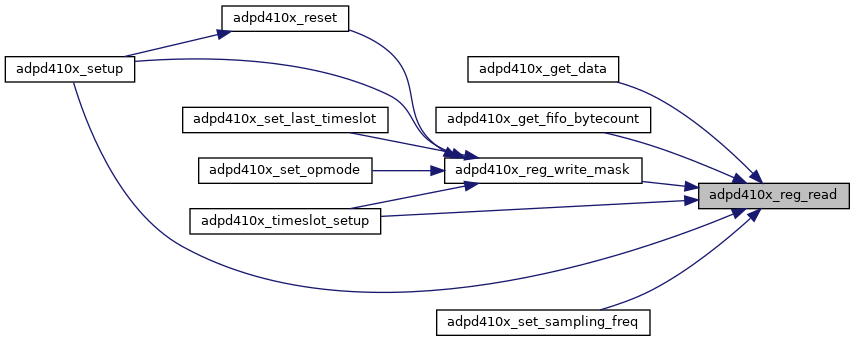 adpd410x_reset
adpd410x_setup
adpd410x_get_data
adpd410x_set_last_timeslot
adpd410x_get_fifo_bytecount
adpd410x_set_opmode
adpd410x_reg_write_mask
adpd410x_reg_read
adpd410x_timeslot_setup
adpd410x_set_sampling_freq